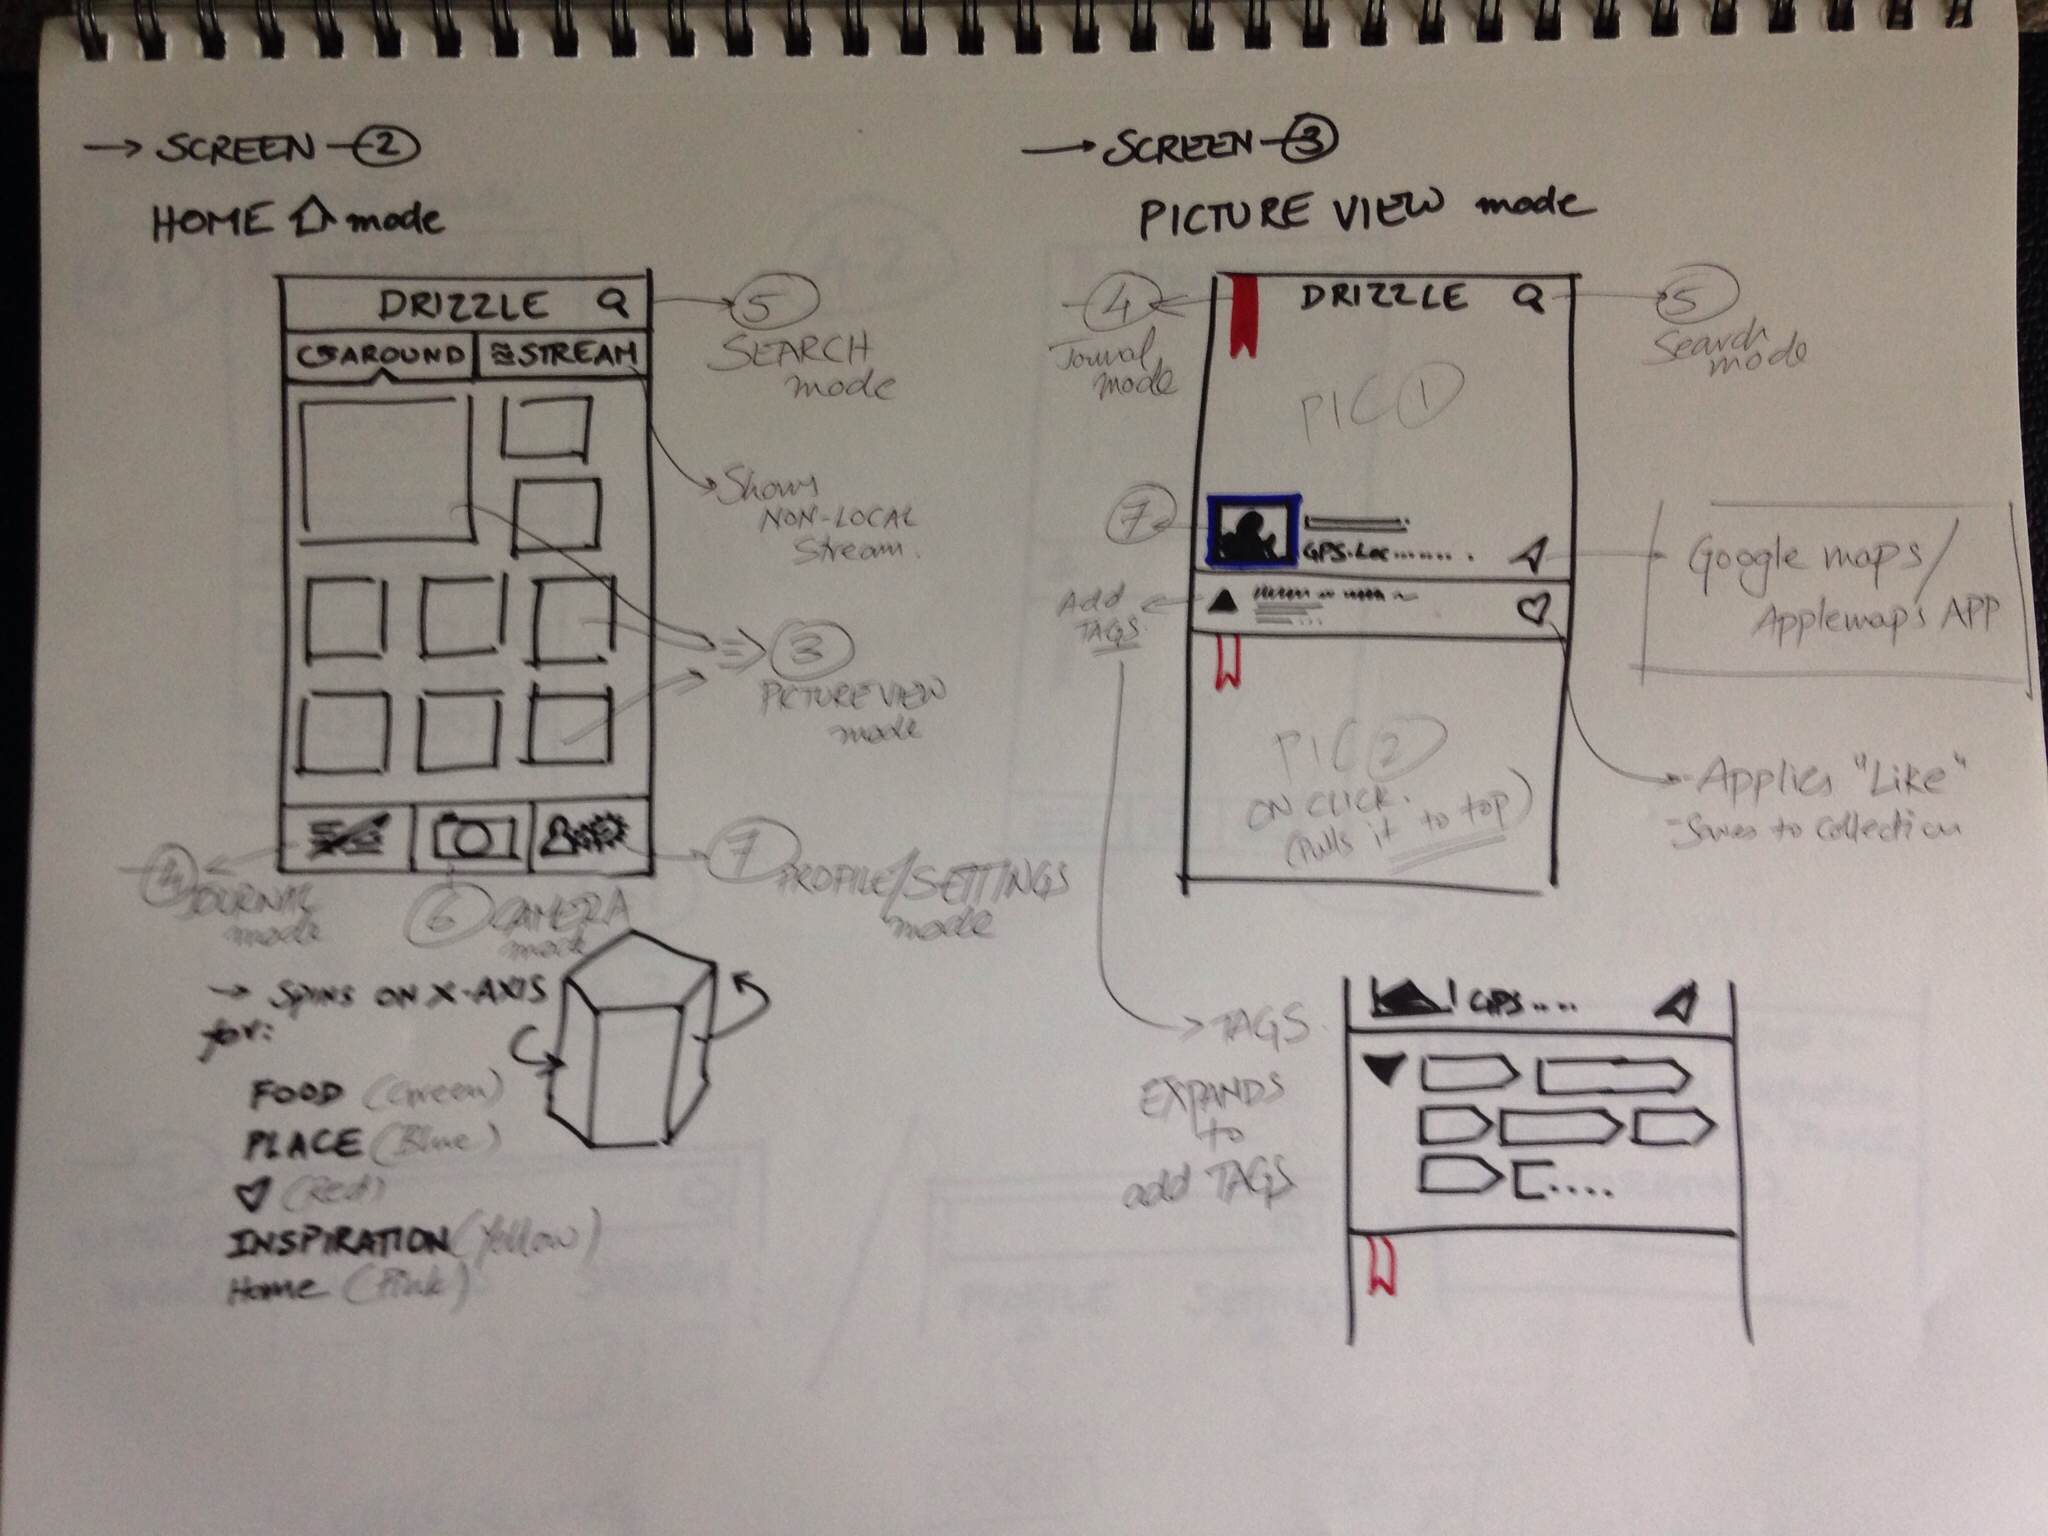 → SCREEN - 2
HOME mode
DRIZZLE
AROUND
STREAM
5
SEARCH
mode
Shows
NON-LOCAL
Stream.
3
PICTURE VIEW
mode
4
JOURNAL
mode
6 CAMERA
mode
7 PROFILE/SETTINGS
mode
→ SPINS ON X-AXIS
for:
FOOD (Green)
PLACE (Blue)
♡ (Red)
INSPIRATION (Yellow)
Home (Pink)
→ SCREEN - 3
PICTURE VIEW mode
4
Journal
mode
DRIZZLE
5
Search
mode
PIC 1
7
GPS.Loc........
Google maps/
Applemaps APP
Add
TAGS
PIC 2
ON CLICK.
(Pulls it to top)
- Applies "Like"
- Saves to collection
TAGS.
EXPANDS
to
add TAGS
GPS....